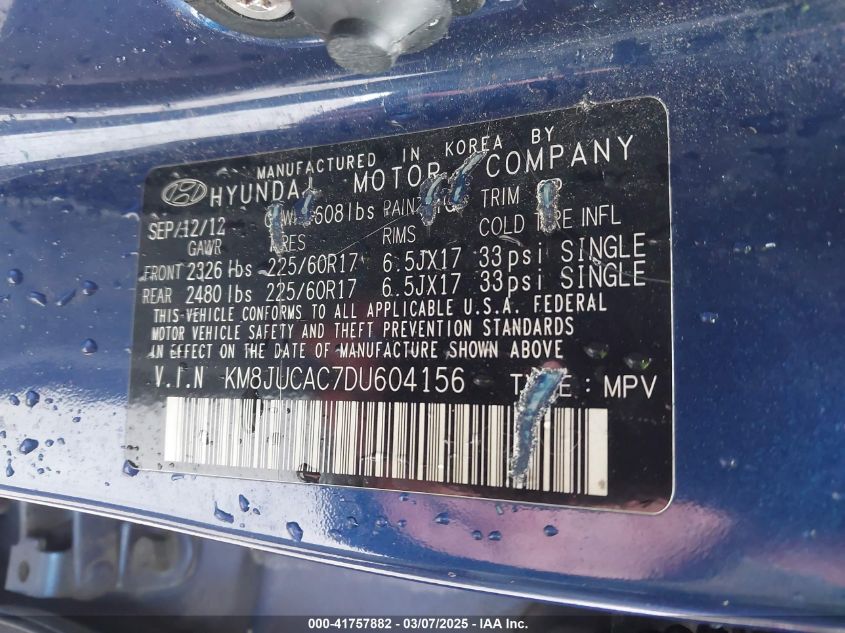 MANUFACTURED IN KOREA BY
HYUNDAI MOTOR COMPANY
SEP/12/12 608lbs TRIM
GAWR RIMS COLD INFL
FRONT 2326 lbs 225/60R17 6.5JX17 33psi SINGLE
REAR 2480 lbs 225/60R17 6.5JX17 33psi SINGLE
THIS VEHICLE CONFORMS TO ALL APPLICABLE U.S.A. FEDERAL
MOTOR VEHICLE SAFETY AND THEFT PREVENTION STANDARDS
IN EFFECT ON THE DATE OF MANUFACTURE SHOWN ABOVE
V.I.N KM8JUCAC7DU604156 : MPV
000-41757882 — 03/07/2025 — IAA Inc.